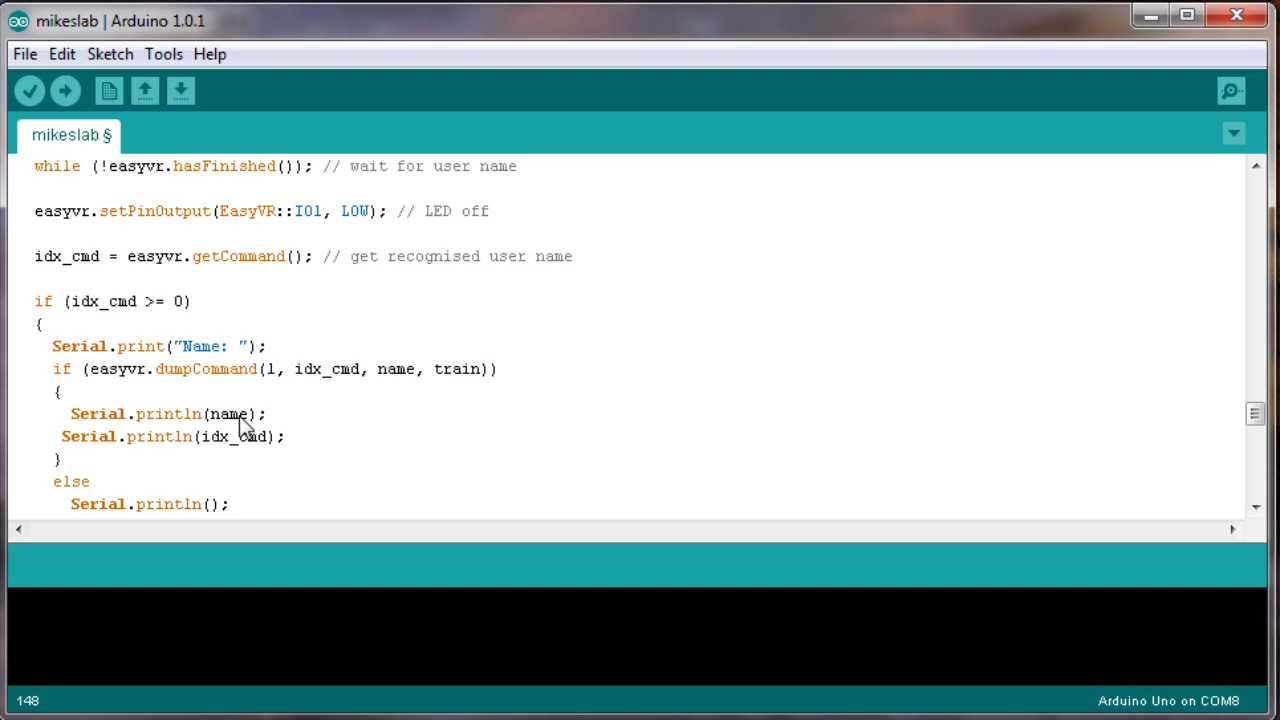 mikeslab | Arduino 1.0.1
File Edit Sketch Tools Help
mikeslab §
while (!easyvr.hasFinished()); // wait for user name
easyvr.setPinOutput(EasyVR::IO1, LOW); // LED off
idx_cmd = easyvr.getCommand(); // get recognised user name
if (idx_cmd >= 0)
{
Serial.print("Name: ");
if (easyvr.dumpCommand(1, idx_cmd, name, train))
{
Serial.println(name);
Serial.println(idx_cmd);
}
else
Serial.println();
148
Arduino Uno on COM8